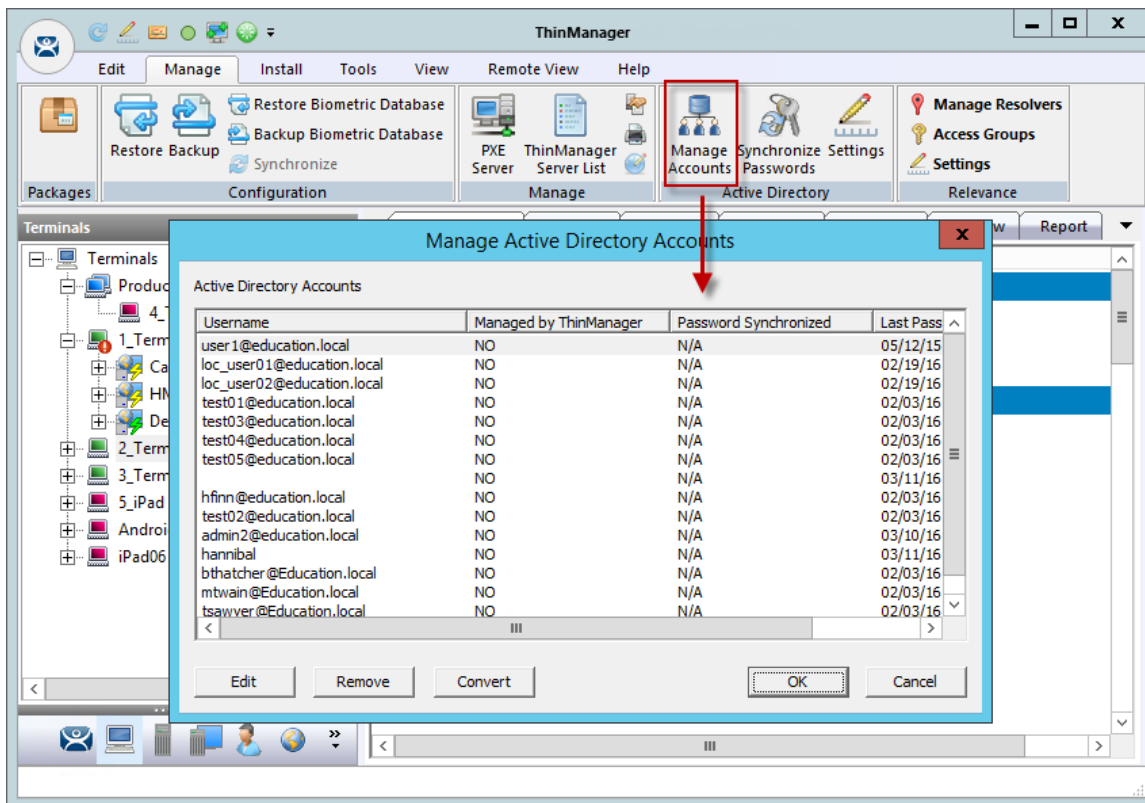 ThinManager
Edit Manage Install Tools View Remote View Help
Restore Biometric Database
Backup Biometric Database
Synchronize
Restore Backup
PXE Server
ThinManager Server List
Manage Accounts
Synchronize Passwords
Settings
Manage Resolvers
Access Groups
Settings
Packages Configuration Manage Active Directory Relevance
Terminals
Report
Terminals
Produc
4_
1_Term
Ca
HM
De
2_Term
3_Term
5_iPad
Androi
iPad06
Manage Active Directory Accounts
Active Directory Accounts
Username Managed by ThinManager Password Synchronized Last Pass
user1@education.local NO N/A 05/12/15
loc_user01@education.local NO N/A 02/19/16
loc_user02@education.local NO N/A 02/19/16
test01@education.local NO N/A 02/03/16
test03@education.local NO N/A 02/03/16
test04@education.local NO N/A 02/03/16
test05@education.local NO N/A 02/03/16
NO N/A 03/11/16
hfinn@education.local NO N/A 02/03/16
test02@education.local NO N/A 02/03/16
admin2@education.local NO N/A 03/10/16
hannibal NO N/A 03/11/16
bthatcher@Education.local NO N/A 02/03/16
mtwain@Education.local NO N/A 02/03/16
tsawyer@Education.local NO N/A 02/03/16
Edit Remove Convert OK Cancel